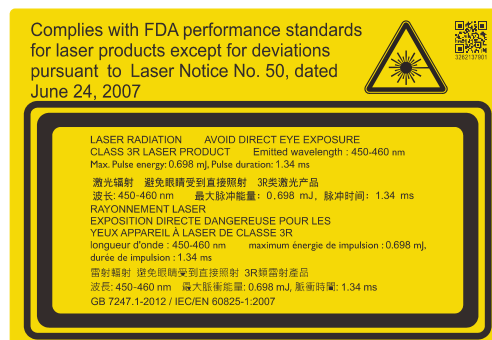 Complies with FDA performance standards
for laser products except for deviations
pursuant to Laser Notice No. 50, dated
June 24, 2007
3262137901
LASER RADIATION AVOID DIRECT EYE EXPOSURE
CLASS 3R LASER PRODUCT Emitted wavelength : 450-460 nm
Max. Pulse energy: 0.698 mJ, Pulse duration: 1.34 ms
激光辐射 避免眼睛受到直接照射 3R类激光产品
波长: 450-460 nm 最大脉冲能量: 0.698 mJ, 脉冲时间: 1.34 ms
RAYONNEMENT LASER
EXPOSITION DIRECTE DANGEREUSE POUR LES
YEUX APPAREIL À LASER DE CLASSE 3R
longueur d'onde : 450-460 nm maximum énergie de impulsion : 0.698 mJ,
durée de impulsion : 1.34 ms
雷射輻射 避免眼睛受到直接照射 3R類雷射產品
波長: 450-460 nm 最大脈衝能量: 0.698 mJ, 脈衝時間: 1.34 ms
GB 7247.1-2012 / IEC/EN 60825-1:2007